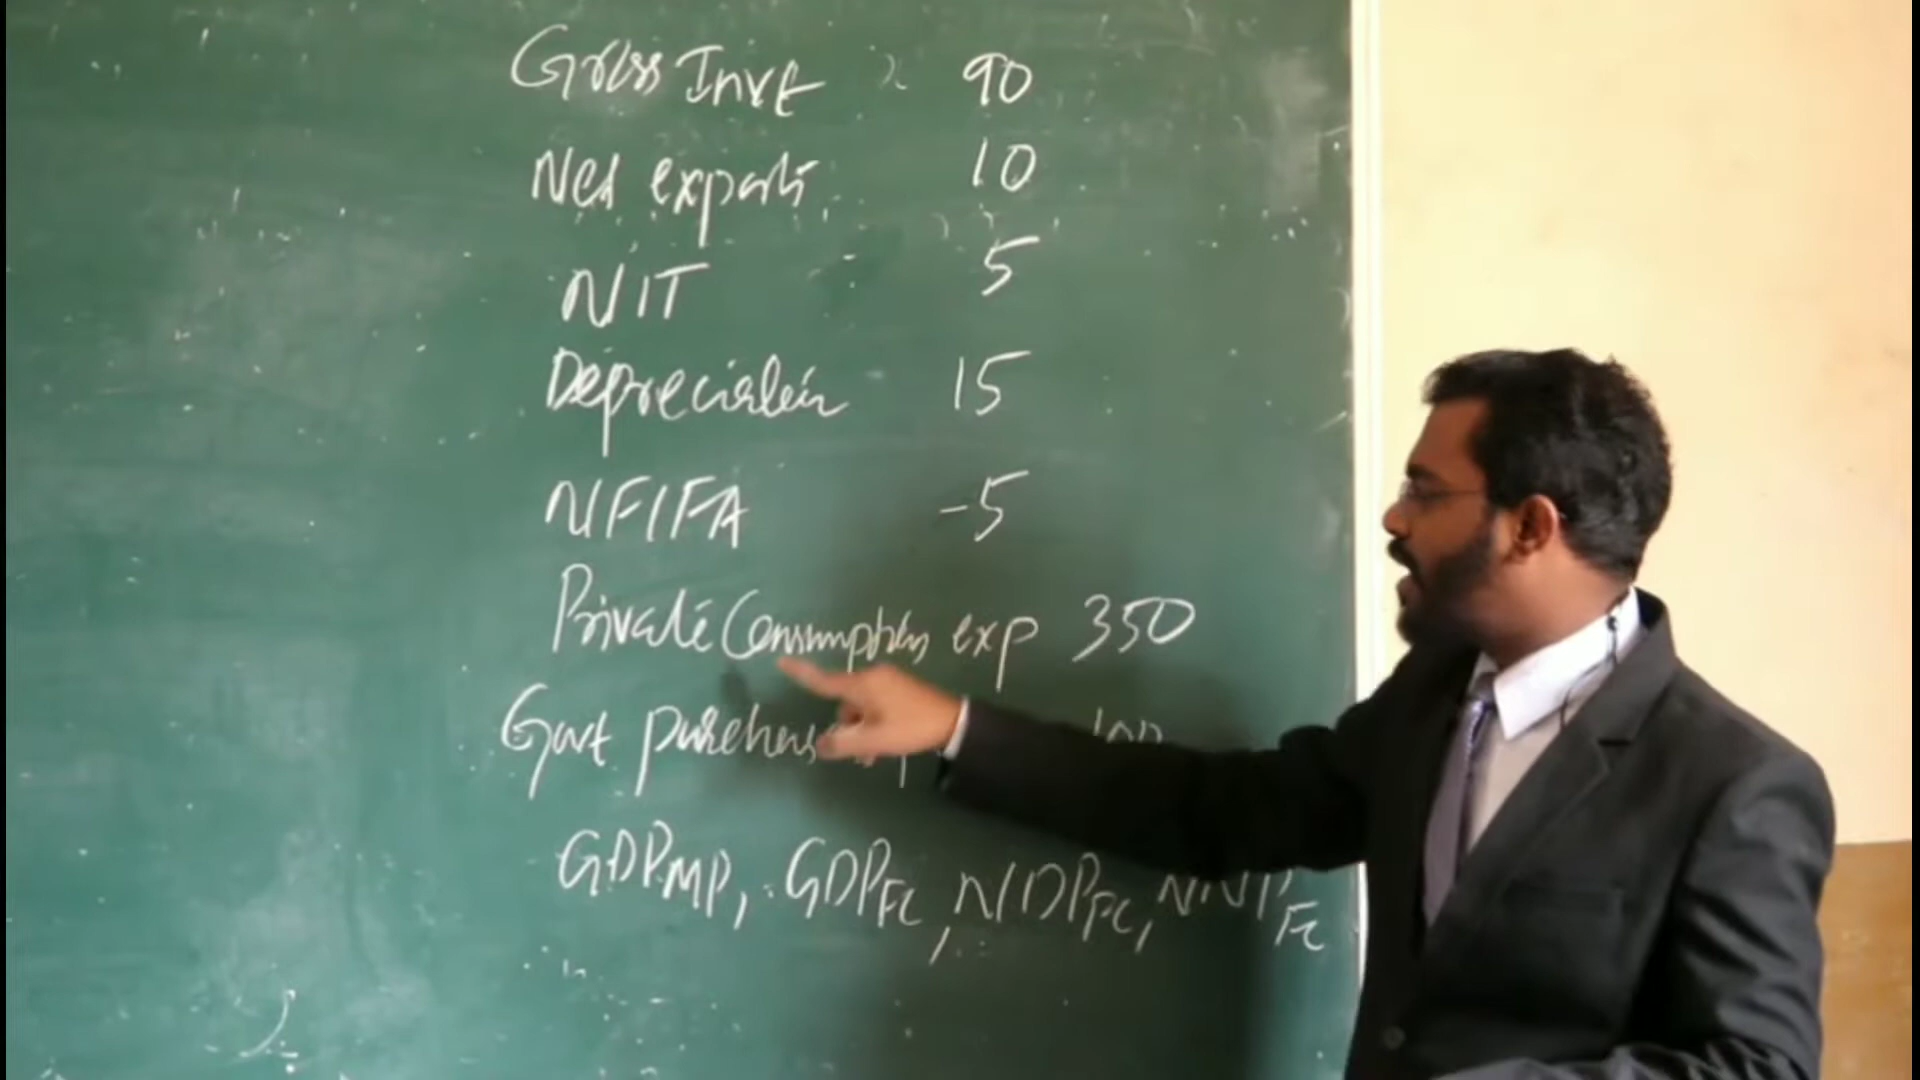 Gross Invt 90
Net exports 10
NIT 5
Depreciation 15
NFIFA -5
Private Consumption exp 350
Govt purchase 100
GDPMP, GDPFC, NDPFC, NNPFC